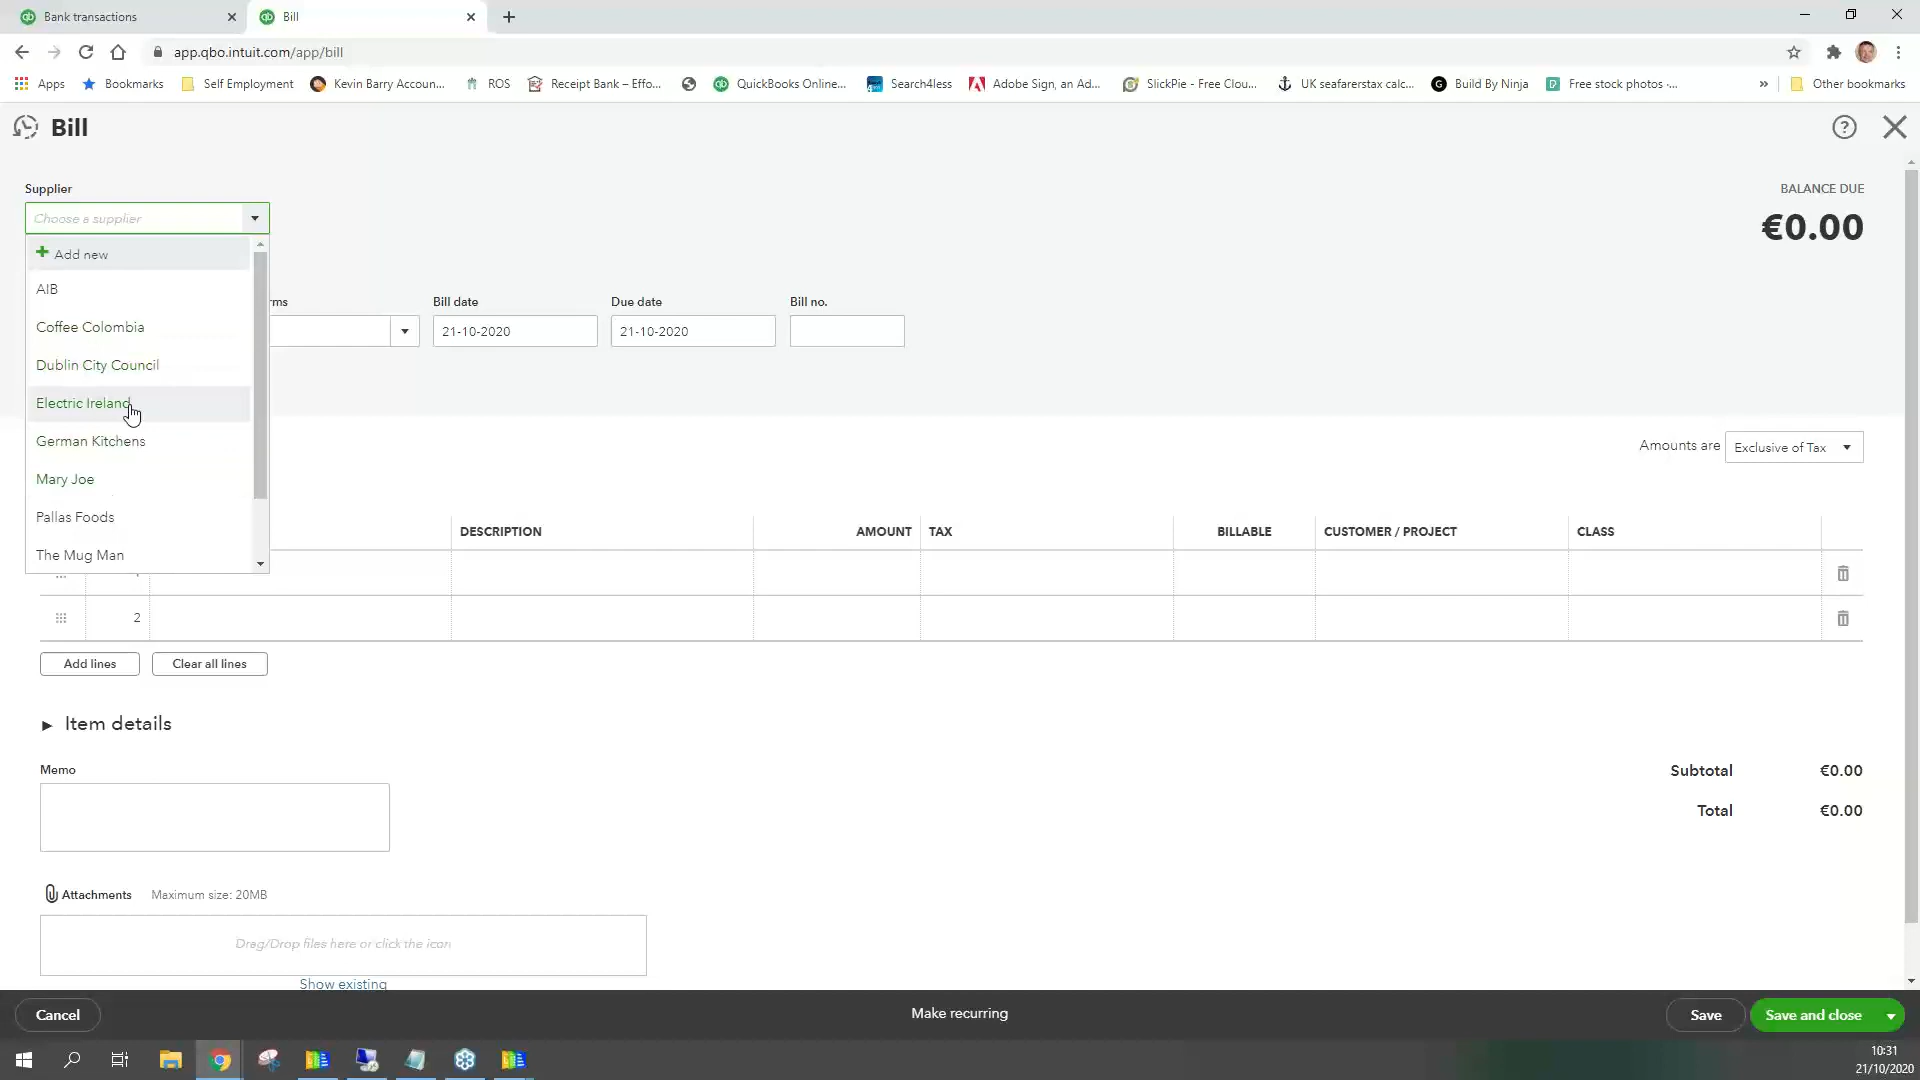 Bank transactions
Bill
app.qbo.intuit.com/app/bill
Apps
Bookmarks
Self Employment
Kevin Barry Accoun...
ROS
Receipt Bank – Effo...
QuickBooks Online...
Search4less
Adobe Sign, an Ad...
SlickPie - Free Clou...
UK seafarerstax calc...
Build By Ninja
Free stock photos ·...
»
Other bookmarks
Bill
Supplier
Choose a supplier
BALANCE DUE
€0.00
Add new
AIB
Coffee Colombia
Dublin City Council
Electric Ireland
German Kitchens
Mary Joe
Pallas Foods
The Mug Man
rms
Bill date
Due date
Bill no.
21-10-2020
21-10-2020
Amounts are
Exclusive of Tax
DESCRIPTION
AMOUNT
TAX
BILLABLE
CUSTOMER / PROJECT
CLASS
2
Add lines
Clear all lines
Item details
Memo
Subtotal
€0.00
Total
€0.00
Attachments
Maximum size: 20MB
Drag/Drop files here or click the icon
Show existing
Cancel
Make recurring
Save
Save and close
10:31
21/10/2020